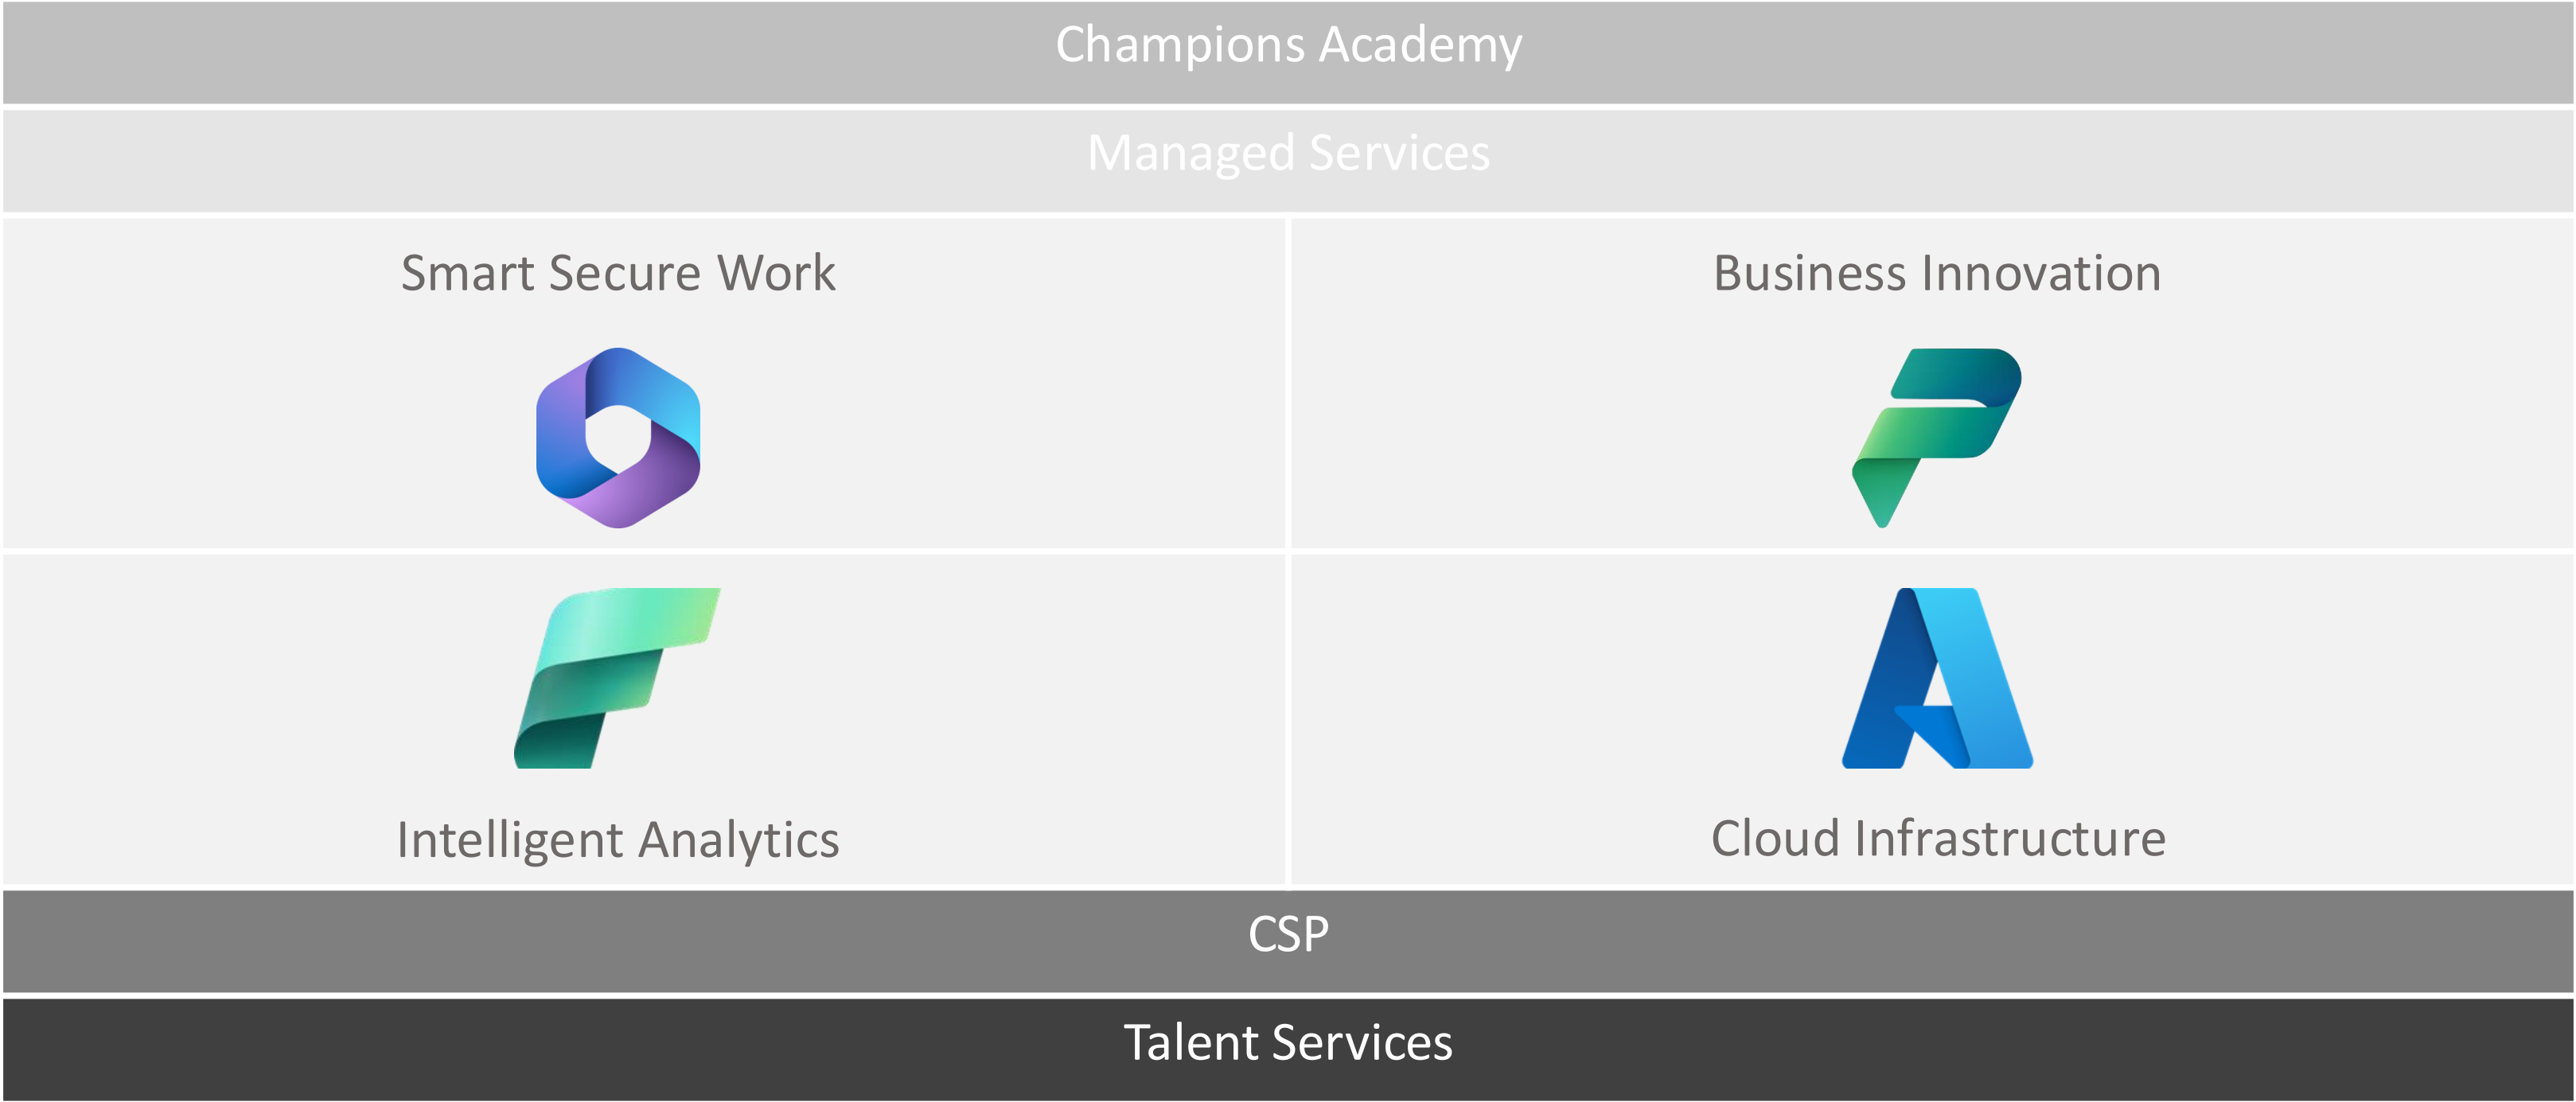 Champions Academy
Managed Services
Smart Secure Work
Business Innovation
Intelligent Analytics
Cloud Infrastructure
CSP
Talent Services